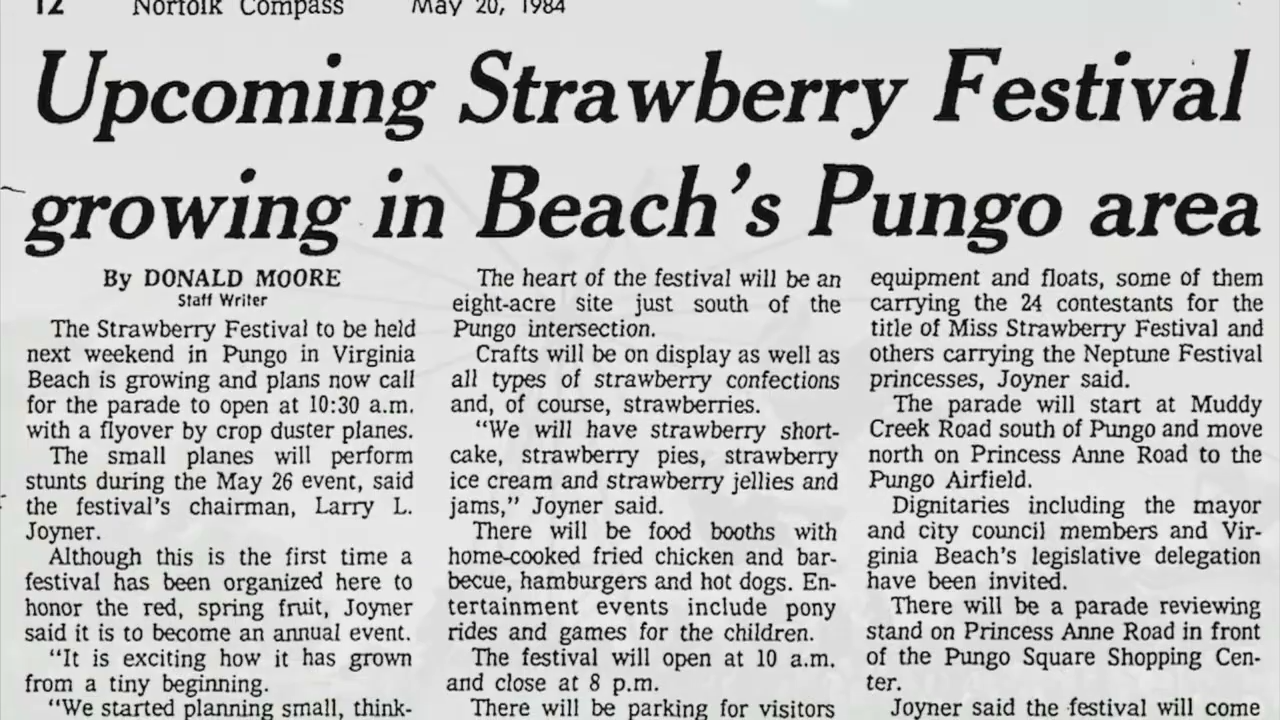 12 Norfolk Compass May 20, 1984
Upcoming Strawberry Festival
growing in Beach's Pungo area
By DONALD MOORE
Staff Writer
The Strawberry Festival to be held
next weekend in Pungo in Virginia
Beach is growing and plans now call
for the parade to open at 10:30 a.m.
with a flyover by crop duster planes.
The small planes will perform
stunts during the May 26 event, said
the festival's chairman, Larry L.
Joyner.
Although this is the first time a
festival has been organized here to
honor the red, spring fruit, Joyner
said it is to become an annual event.
"It is exciting how it has grown
from a tiny beginning.
"We started planning small, think-
The heart of the festival will be an
eight-acre site just south of the
Pungo intersection.
Crafts will be on display as well as
all types of strawberry confections
and, of course, strawberries.
"We will have strawberry short-
cake, strawberry pies, strawberry
ice cream and strawberry jellies and
jams," Joyner said.
There will be food booths with
home-cooked fried chicken and bar-
becue, hamburgers and hot dogs. En-
tertainment events include pony
rides and games for the children.
The festival will open at 10 a.m.
and close at 8 p.m.
There will be parking for visitors
equipment and floats, some of them
carrying the 24 contestants for the
title of Miss Strawberry Festival and
others carrying the Neptune Festival
princesses, Joyner said.
The parade will start at Muddy
Creek Road south of Pungo and move
north on Princess Anne Road to the
Pungo Airfield.
Dignitaries including the mayor
and city council members and Vir-
ginia Beach's legislative delegation
have been invited.
There will be a parade reviewing
stand on Princess Anne Road in front
of the Pungo Square Shopping Cen-
ter.
Joyner said the festival will come